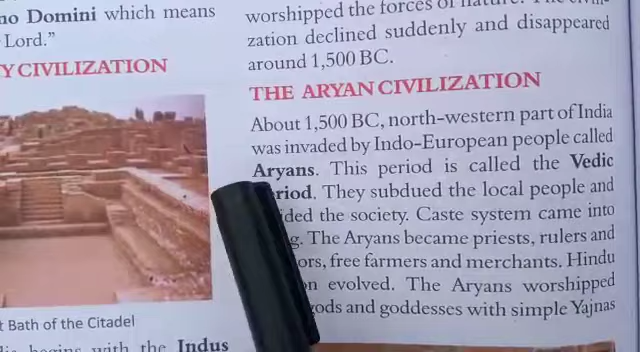 no Domini which means
Lord.”
Y CIVILIZATION
t Bath of the Citadel
begins with the Indus
worshipped the forces of nature. The
zation declined suddenly and disappeared
around 1,500 BC.
THE ARYAN CIVILIZATION
About 1,500 BC, north-western part of India
was invaded by Indo-European people called
Aryans. This period is called the Vedic
riod. They subdued the local people and
ided the society. Caste system came into
g. The Aryans became priests, rulers and
ors, free farmers and merchants. Hindu
n evolved. The Aryans worshipped
gods and goddesses with simple Yajnas